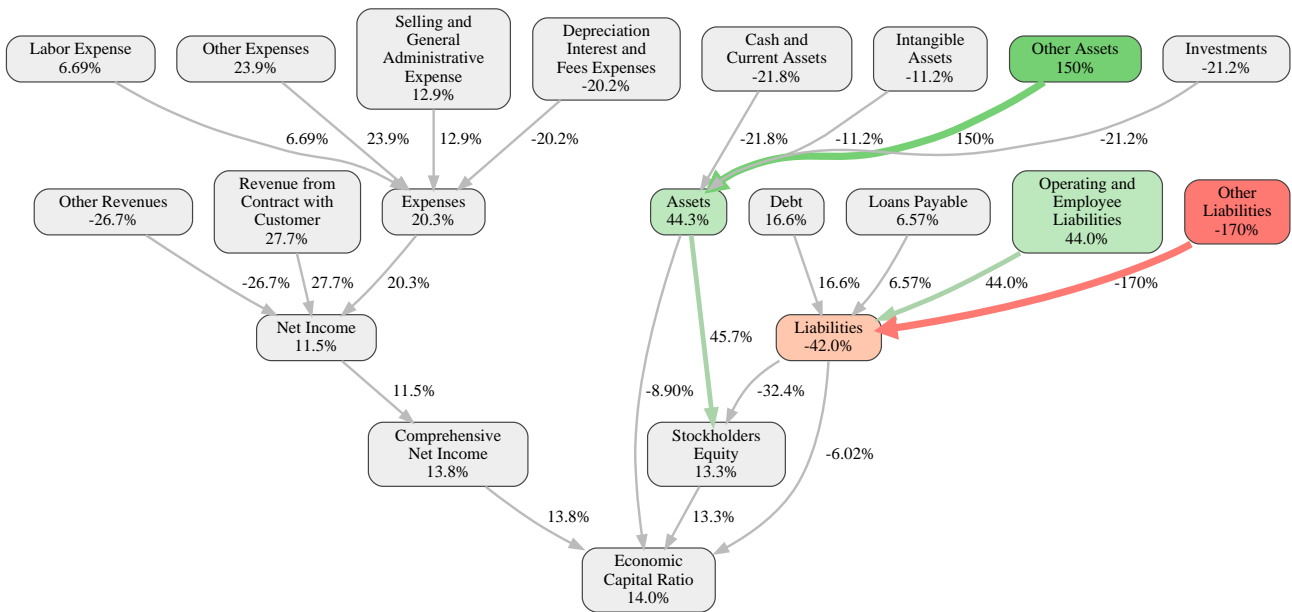 Labor Expense
6.69%
Other Expenses
23.9%
Selling and
General
Administrative
Expense
12.9%
Depreciation
Interest and
Fees Expenses
-20.2%
Cash and
Current Assets
-21.8%
Intangible
Assets
-11.2%
Other Assets
150%
Investments
-21.2%
6.69%
23.9%
12.9%
-20.2%
-21.8%
-11.2%
150%
-21.2%
Other Revenues
-26.7%
Revenue from
Contract with
Customer
27.7%
Expenses
20.3%
Assets
44.3%
Debt
16.6%
Loans Payable
6.57%
Operating and
Employee
Liabilities
44.0%
Other
Liabilities
-170%
-26.7%
27.7%
20.3%
16.6%
6.57%
44.0%
-170%
Net Income
11.5%
45.7%
Liabilities
-42.0%
11.5%
-8.90%
-32.4%
Comprehensive
Net Income
13.8%
Stockholders
Equity
13.3%
-6.02%
13.8%
13.3%
Economic
Capital Ratio
14.0%